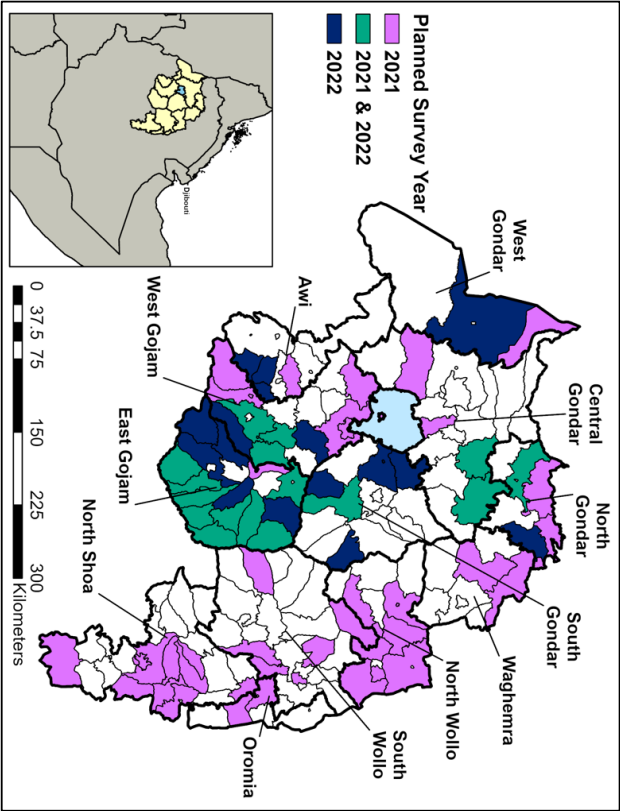 Planned Survey Year
2021
2021 & 2022
2022
Djibouti
West
Gondar
Central
Gondar
North
Gondar
South
Gondar
Waghemra
North Wollo
South
Wollo
Oromia
North Shoa
East Gojam
West Gojam
Awi
0 37.5 75 150 225 300
Kilometers